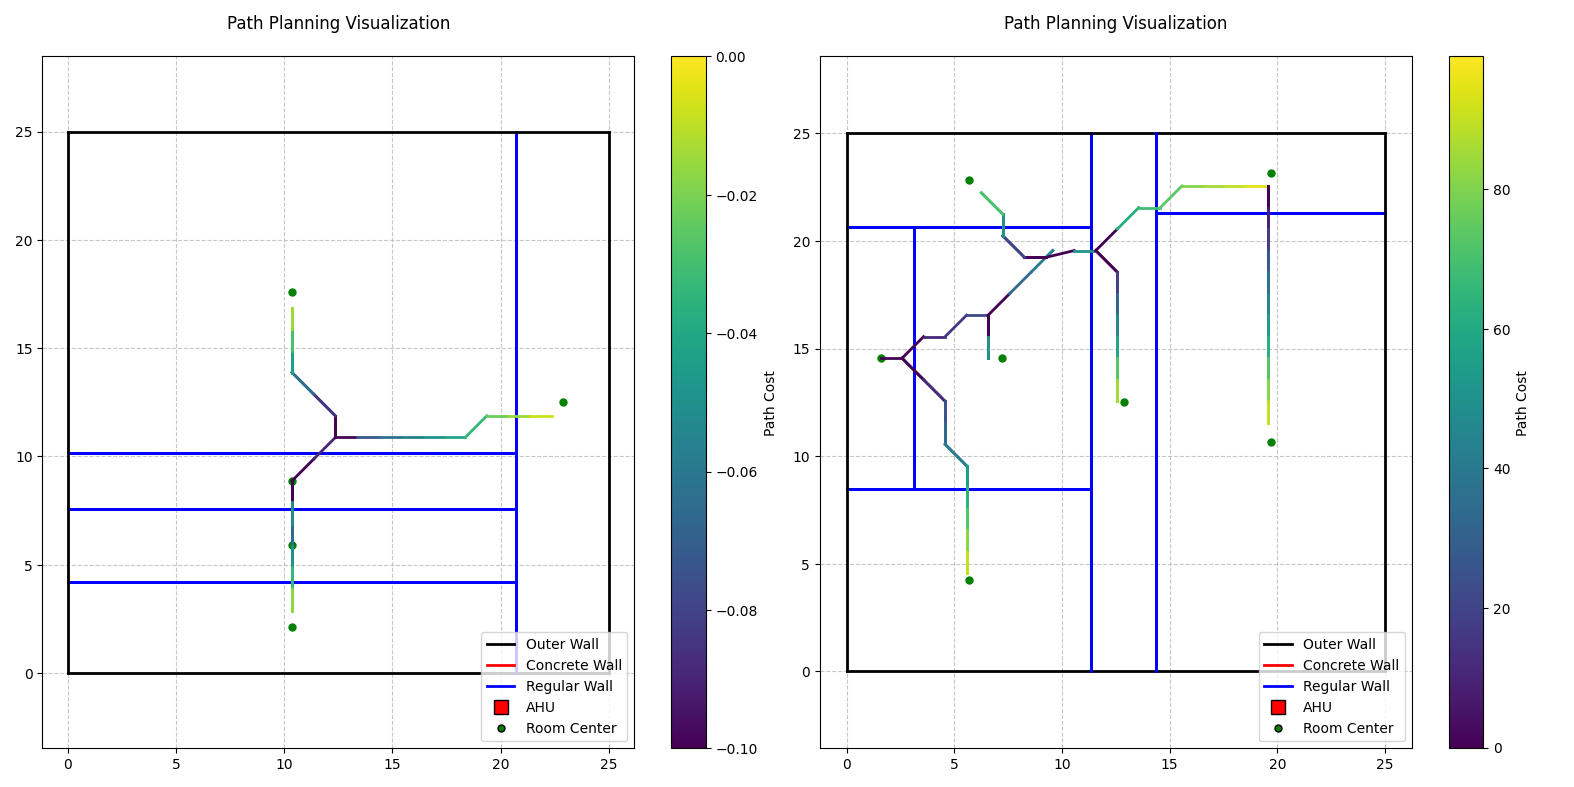 Path Planning Visualization
25
20
15
10
5
0
0
5
10
15
20
25
Outer Wall
Concrete Wall
Regular Wall
AHU
Room Center
0.00
−0.02
−0.04
−0.06
−0.08
−0.10
Path Cost
Path Planning Visualization
25
20
15
10
5
0
0
5
10
15
20
25
Outer Wall
Concrete Wall
Regular Wall
AHU
Room Center
80
60
40
20
0
Path Cost